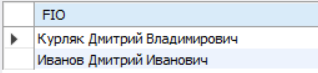 FIO
Курляк Дмитрий Владимирович
Иванов Дмитрий Иванович